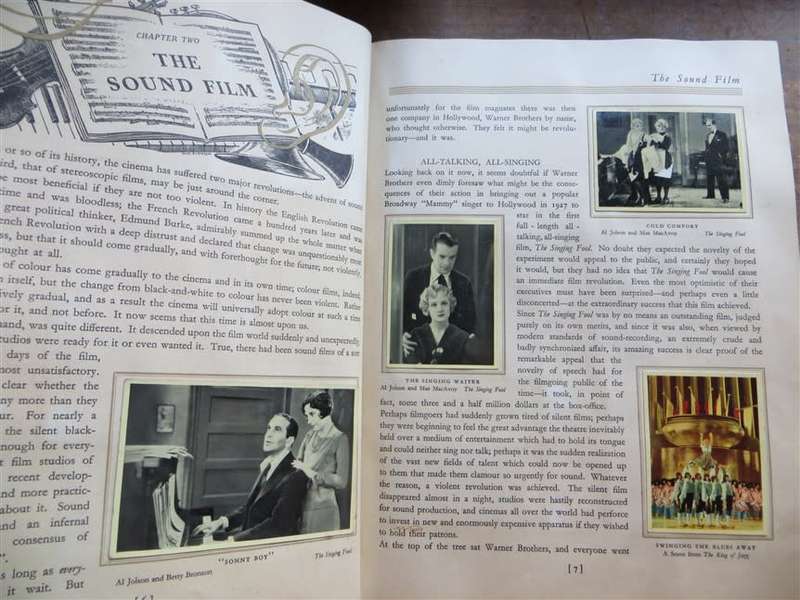 CHAPTER TWO
THE
SOUND FILM
or so of its history, the cinema has suffered two major revolutions—the advent of sound
ird, that of stereoscopic films, may be just around the corner.
be most beneficial if they are not too violent. In history the English Revolution came
time and was bloodless; the French Revolution came a hundred years later and was
great political thinker, Edmund Burke, admirably summed up the whole matter when
ench Revolution with a deep distrust and declared that change was unquestionably most
ss, but that it should come gradually, and with forethought for the future; not violently,
ought at all.
of colour has come gradually to the cinema and in its own time; colour films, indeed,
n itself, but the change from black-and-white to colour has never been violent. Rather
ively gradual, and as a result the cinema will universally adopt colour at such a time
or it, and not before. It now seems that this time is almost upon us.
hand, was quite different. It descended upon the film world suddenly and unexpectedly
studios were ready for it or even wanted it. True, there had been sound films of a sort
days of the film,
most unsatisfactory.
clear whether the
ny more than they
ur. For nearly a
the silent black-
nough for every-
r film studios of
recent develop-
nd more practic-
about it. Sound
nd an infernal
consensus of
s long as every-
it wait. But
"SONNY BOY"
Al Jolson and Betty Bronson The Singing Fool
[6]
The Sound Film
unfortunately for the film magnates there was then
one company in Hollywood, Warner Brothers by name,
who thought otherwise. They felt it might be revolu-
tionary—and it was.
COLD COMFORT
Al Jolson and Mae MacAvoy The Singing Fool
ALL-TALKING, ALL-SINGING
Looking back on it now, it seems doubtful if Warner
Brothers even dimly foresaw what might be the conse-
quences of their action in bringing out a popular
Broadway "Mammy" singer to Hollywood in 1927 to
star in the first
full-length all-
talking, all-singing
film, The Singing Fool. No doubt they expected the novelty of the
experiment would appeal to the public, and certainly they hoped
it would, but they had no idea that The Singing Fool would cause
an immediate film revolution. Even the most optimistic of their
executives must have been surprised—and perhaps even a little
disconcerted—at the extraordinary success that this film achieved.
Since The Singing Fool was by no means an outstanding film, judged
purely on its own merits, and since it was also, when viewed by
modern standards of sound-recording, an extremely crude and
badly synchronised affair, its amazing success is clear proof of the
remarkable appeal that the
novelty of speech had for
the filmgoing public of the
time—it took, in point of
THE SINGING WAITER
Al Jolson and Mae MacAvoy The Singing Fool
fact, some three and a half million dollars at the box-office.
Perhaps filmgoers had suddenly grown tired of silent films; perhaps
they were beginning to feel the great advantage the theatre inevitably
held over a medium of entertainment which had to hold its tongue
and could neither sing nor talk; perhaps it was the sudden realization
of the vast new fields of talent which could now be opened up
to them that made them clamour so urgently for sound. Whatever
the reason, a violent revolution was achieved. The silent film
disappeared almost in a night, studios were hastily reconstructed
for sound production, and cinemas all over the world had perforce
to invest in new and enormously expensive apparatus if they wished
to hold their patrons.
At the top of the tree sat Warner Brothers, and everyone went
SWINGING THE BLUES AWAY
A Scene from The King of Jazz
[7]